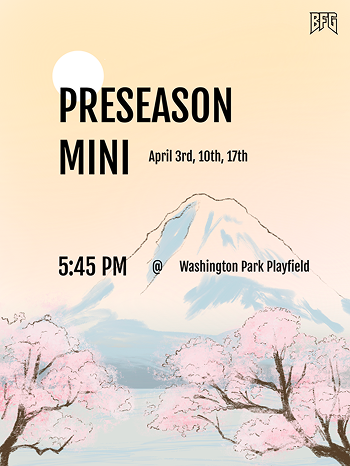 BFG
PRESEASON
MINI April 3rd, 10th, 17th
5:45 PM @ Washington Park Playfield